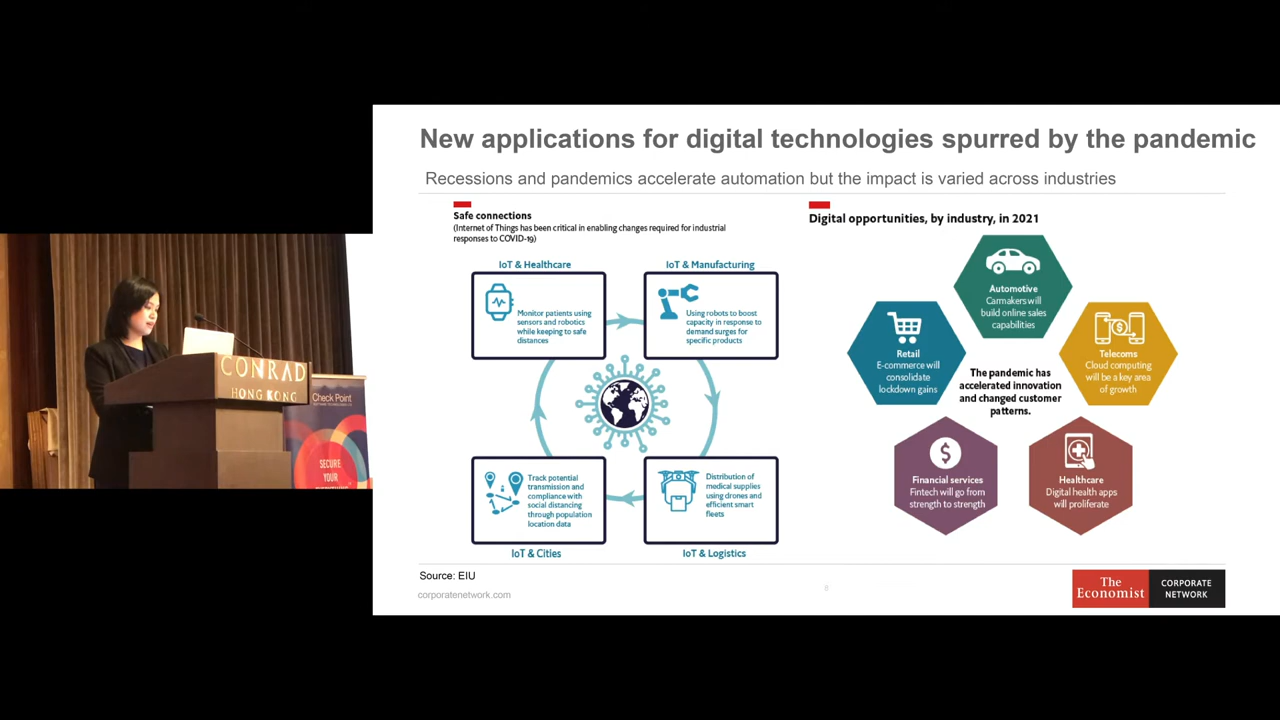 New applications for digital technologies spurred by the pandemic
Recessions and pandemics accelerate automation but the impact is varied across industries
Safe connections
(Internet of Things has been critical in enabling changes required for industrial
responses to COVID-19)
IoT & Healthcare
Monitor patients using
sensors and robotics
while keeping to safe
distances
IoT & Manufacturing
Using robots to boost
capacity in response to
demand surges for
specific products
Track potential
transmission and
compliance with
social distancing
through population
location data
IoT & Cities
Distribution of
medical supplies
using drones and
efficient smart
fleets
IoT & Logistics
Digital opportunities, by industry, in 2021
Automotive
Carmakers will
build online sales
capabilities
Retail
E-commerce will
consolidate
lockdown gains
Telecoms
Cloud computing
will be a key area
of growth
The pandemic has
accelerated innovation
and changed customer
patterns.
Financial services
Fintech will go from
strength to strength
Healthcare
Digital health apps
will proliferate
Source: EIU
corporatenetwork.com
8
The
Economist
CORPORATE
NETWORK
CONRAD
HONG KONG
Check Point
SECURE
YOUR